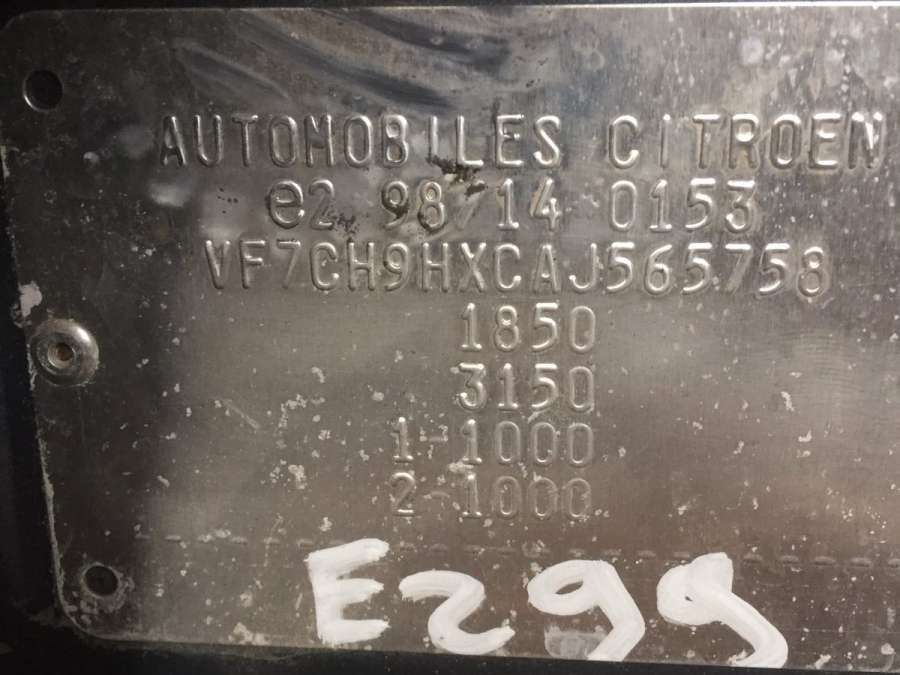 AUTOMOBILES CITROEN
e2 98/14 0153
VF7CH9HXCAJ565758
1850
3150
1-1000
2-1000
E299